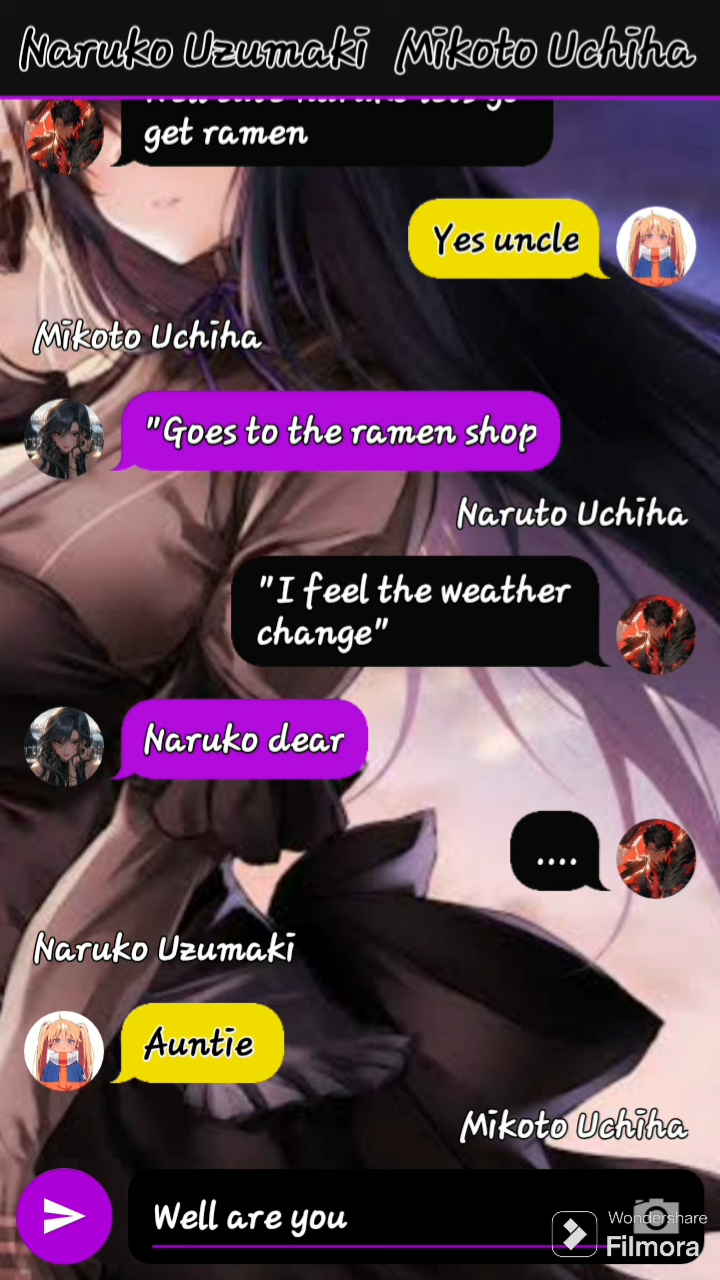 Naruko Uzumaki Mikoto Uchiha
get ramen
Yes uncle
Mikoto Uchiha
"Goes to the ramen shop
Naruto Uchiha
"I feel the weather
change"
Naruko dear
....
Naruko Uzumaki
Auntie
Mikoto Uchiha
Well are you
Wondershare
Filmora